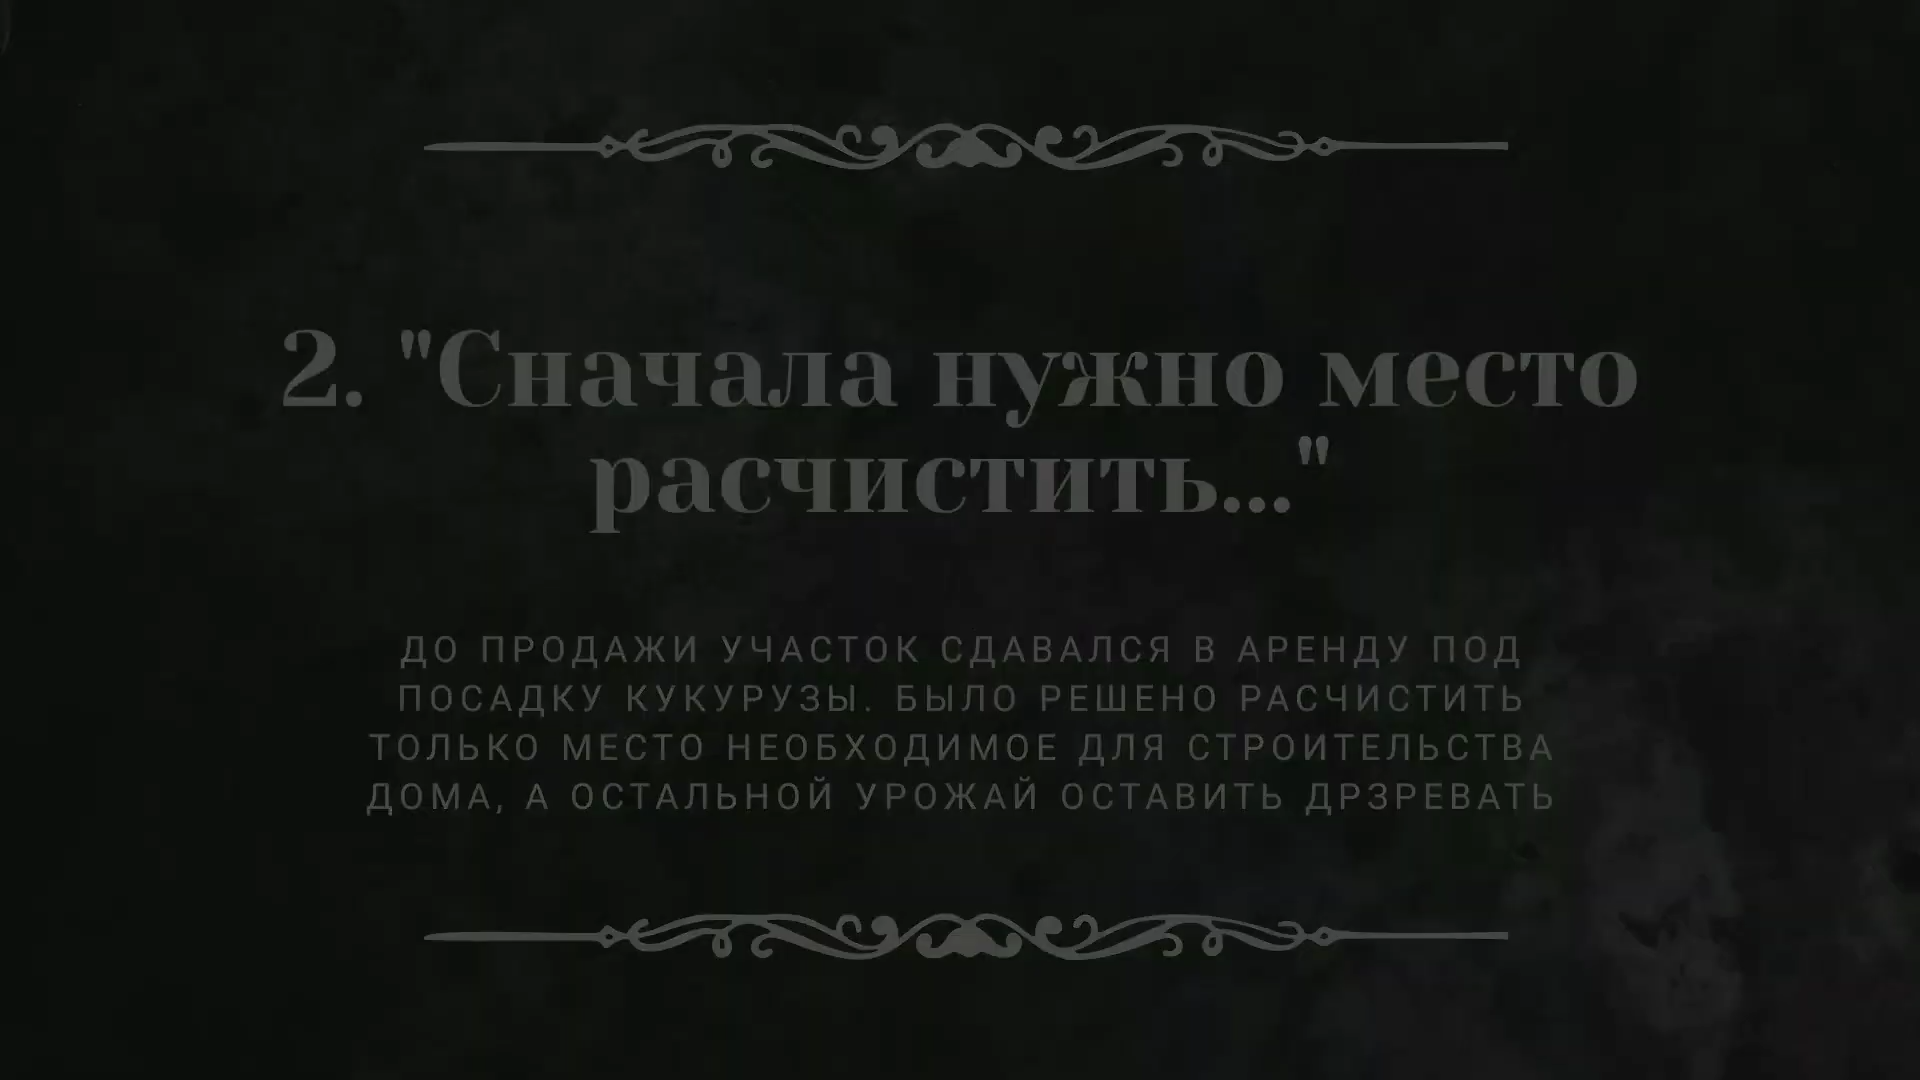 2. "Сначала нужно место
расчистить..."
ДО ПРОДАЖИ УЧАСТОК СДАВАЛСЯ В АРЕНДУ ПОД
ПОСАДКУ КУКУРУЗЫ. БЫЛО РЕШЕНО РАСЧИСТИТЬ
ТОЛЬКО МЕСТО НЕОБХОДИМОЕ ДЛЯ СТРОИТЕЛЬСТВА
ДОМА, А ОСТАЛЬНОЙ УРОЖАЙ ОСТАВИТЬ ДРЗРЕВАТЬ